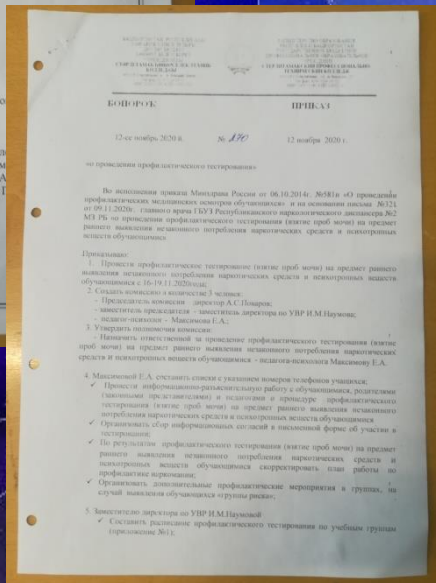 БОЙОРОҠ ПРИКАЗ
12-се ноябрь 2020 й. № 170 12 ноября 2020 г.
«о проведения профилактического тестирования»
Во исполнения приказа Минздрава России от 06.10.2014г. №581н «О проведении
профилактических медицинских осмотров обучающихся» и на основании письма №321
от 09.11.2020г. главного врача ГБУЗ Республиканского наркологического диспансера №2
МЗ РБ «о проведении профилактического тестирования (взятие проб мочи) на предмет
раннего выявления незаконного потребления наркотических средств и психотропных
веществ обучающимися
Приказываю:
1. Провести профилактическое тестирование (взятие проб мочи) на предмет раннего
выявления незаконного потребления наркотических средств и психотропных веществ
обучающимися с 16-19.11.2020года;
2. Создать комиссию в количестве 3 человек:
- Председатель комиссии директор А.С.Понаров;
- заместитель председателя - заместитель директора по УВР И.М.Наумова;
- педагог-психолог - Максимова Е.А.;
3. Утвердить полномочия комиссии:
- Назначить ответственной за проведение профилактического тестирования (взятие
проб мочи) на предмет раннего выявления незаконного потребления наркотических
средств и психотропных веществ обучающимися - педагога-психолога Максимову Е.А.
4. Максимовой Е.А. составить списки с указанием номеров телефонов учащихся;
✓ Провести информационно-разъяснительную работу с обучающимися, родителями
(законными представителями) и педагогами о процедуре профилактического
тестирования (взятие проб мочи) на предмет раннего выявления незаконного
потребления наркотических средств и психотропных веществ обучающимися
✓ Организовать сбор информационных согласий в письменной форме об участии в
тестировании;
✓ По результатам профилактического тестирования (взятие проб мочи) на предмет
раннего выявления незаконного потребления наркотических средств и
психотропных веществ обучающимися скорректировать план работы по
профилактике наркомании;
✓ Организовать дополнительные профилактические мероприятия в группах, на
случай выявления обучающихся «группы риска»;
5. Заместителю директора по УВР И.М.Наумовой
✓ Составить расписание профилактического тестирования по учебным группам
(приложение №1);